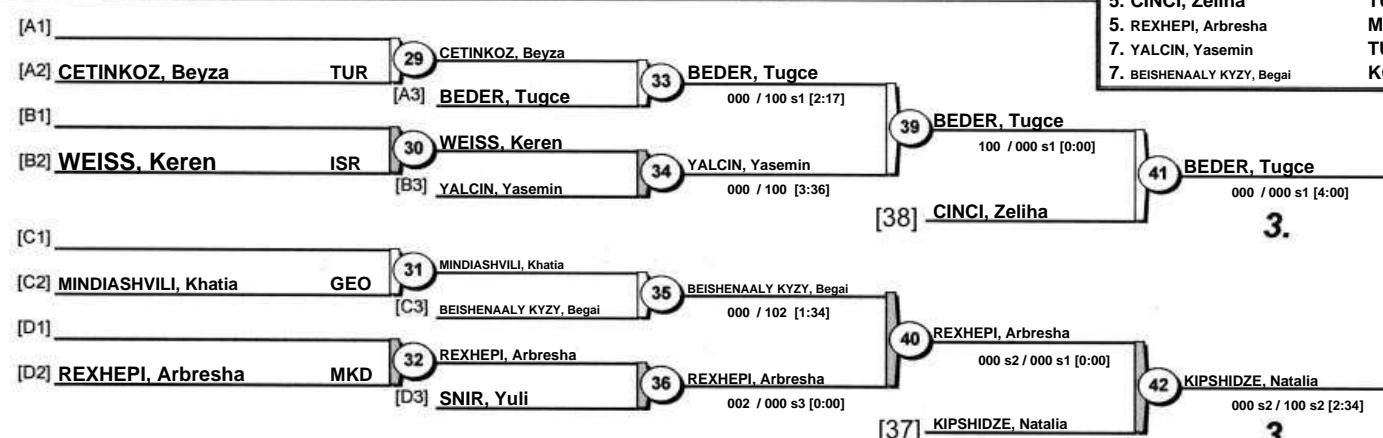 5. CINCI, Zeliha
5. REXHEPI, Arbresha
7. YALCIN, Yasemin
7. BEISHENAALY KYZY, Begai
[A1]
[A2] CETINKOZ, Beyza TUR
29 CETINKOZ, Beyza
[A3] BEDER, Tugce
33 BEDER, Tugce
000 / 100 s1 [2:17]
[B1]
[B2] WEISS, Keren ISR
30 WEISS, Keren
[B3] YALCIN, Yasemin
34 YALCIN, Yasemin
000 / 100 [3:36]
39 BEDER, Tugce
100 / 000 s1 [0:00]
[38] CINCI, Zeliha
41 BEDER, Tugce
000 / 000 s1 [4:00]
3.
[C1]
[C2] MINDIASHVILI, Khatia GEO
31 MINDIASHVILI, Khatia
[C3] BEISHENAALY KYZY, Begai
35 BEISHENAALY KYZY, Begai
000 / 102 [1:34]
[D1]
[D2] REXHEPI, Arbresha MKD
32 REXHEPI, Arbresha
[D3] SNIR, Yuli
36 REXHEPI, Arbresha
002 / 000 s3 [0:00]
40 REXHEPI, Arbresha
000 s2 / 000 s1 [0:00]
[37] KIPSHIDZE, Natalia
42 KIPSHIDZE, Natalia
000 s2 / 100 s2 [2:34]
3.